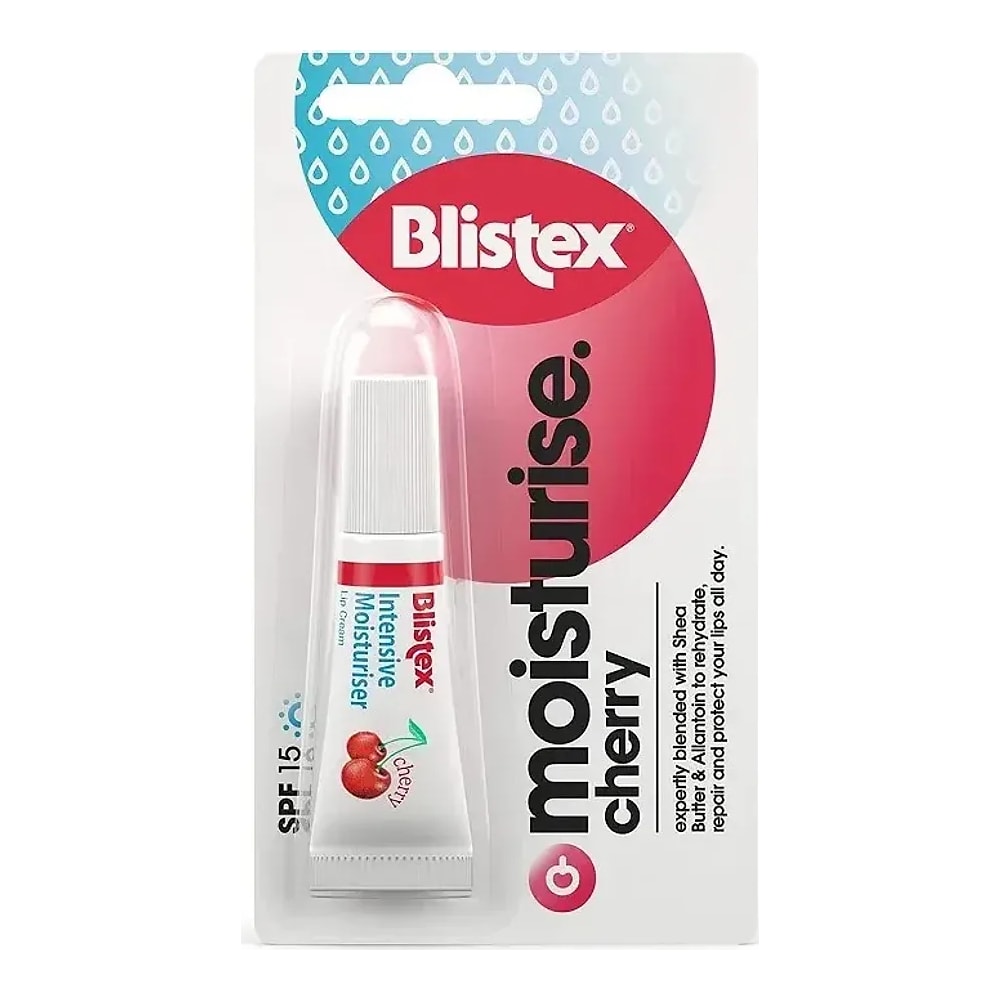 Blistex®
moisturise.
cherry
expertly blended with Shea
Butter & Allantoin to rehydrate,
repair and protect your lips all day.
Blistex®
Intensive
Moisturiser
Lip Cream
cherry
SPF 15